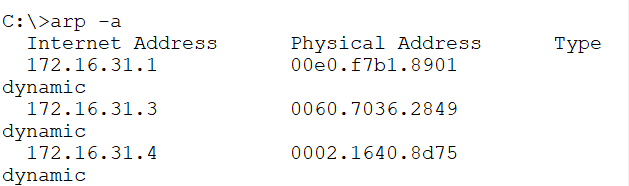 C:\>arp -a
Internet Address Physical Address Type
172.16.31.1 00e0.f7b1.8901
dynamic
172.16.31.3 0060.7036.2849
dynamic
172.16.31.4 0002.1640.8d75
dynamic